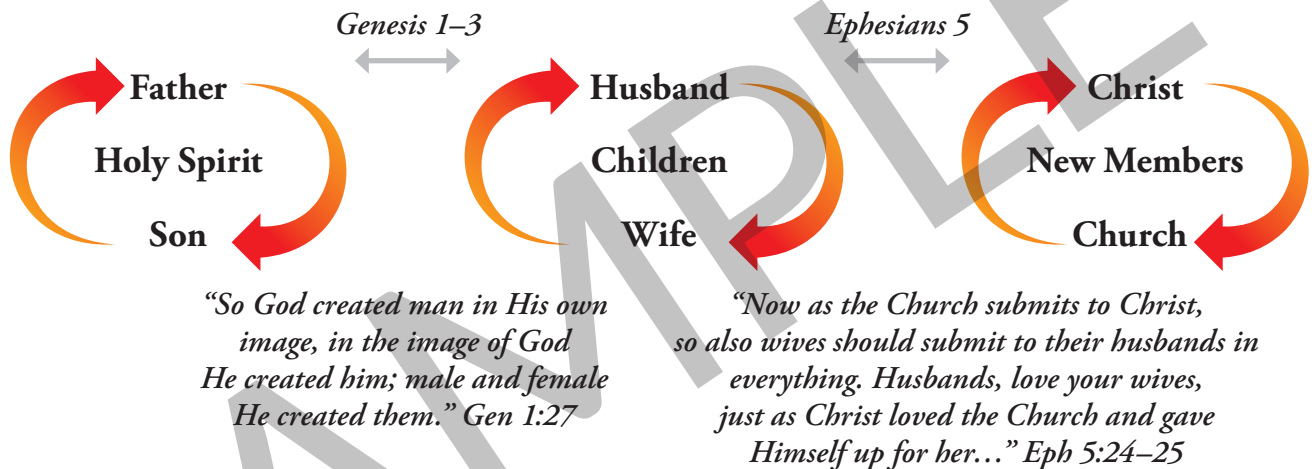 Genesis 1–3
Ephesians 5
Father
Holy Spirit
Son
Husband
Children
Wife
Christ
New Members
Church
“So God created man in His own
image, in the image of God
He created him; male and female
He created them.” Gen 1:27
“Now as the Church submits to Christ,
so also wives should submit to their husbands in
everything. Husbands, love your wives,
just as Christ loved the Church and gave
Himself up for her…” Eph 5:24–25
AMPLE